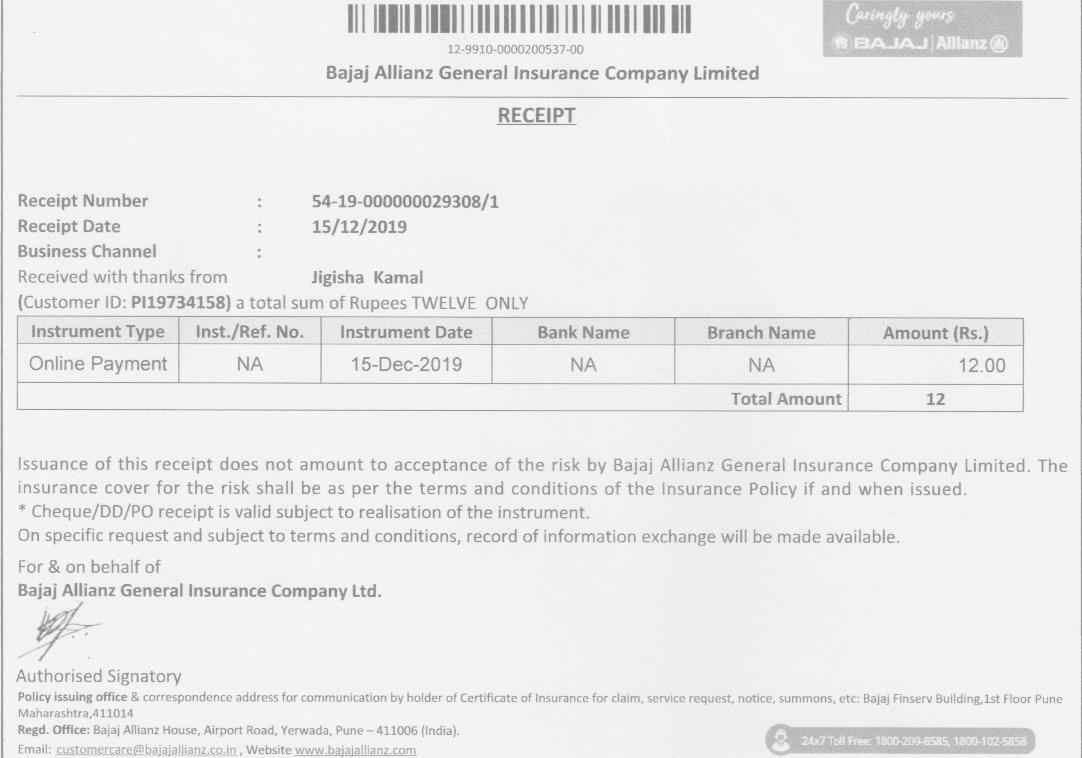 Caringly yours
BAJAJ | Allianz
12-9910-0000200537-00
Bajaj Allianz General Insurance Company Limited
RECEIPT
Receipt Number : 54-19-000000029308/1
Receipt Date : 15/12/2019
Business Channel :
Received with thanks from Jigisha Kamal
(Customer ID: PI19734158) a total sum of Rupees TWELVE ONLY
Instrument Type Inst./Ref. No. Instrument Date Bank Name Branch Name Amount (Rs.)
Online Payment NA 15-Dec-2019 NA NA 12.00
Total Amount 12
Issuance of this receipt does not amount to acceptance of the risk by Bajaj Allianz General Insurance Company Limited. The
insurance cover for the risk shall be as per the terms and conditions of the Insurance Policy if and when issued.
* Cheque/DD/PO receipt is valid subject to realisation of the instrument.
On specific request and subject to terms and conditions, record of information exchange will be made available.
For & on behalf of
Bajaj Allianz General Insurance Company Ltd.
Authorised Signatory
Policy issuing office & correspondence address for communication by holder of Certificate of Insurance for claim, service request, notice, summons, etc: Bajaj Finserv Building,1st Floor Pune
Maharashtra,411014
Regd. Office: Bajaj Allianz House, Airport Road, Yerwada, Pune – 411006 (India).
Email: customercare@bajajallianz.co.in , Website www.bajajallianz.com
24x7 Toll Free: 1800-209-8585, 1800-102-5858